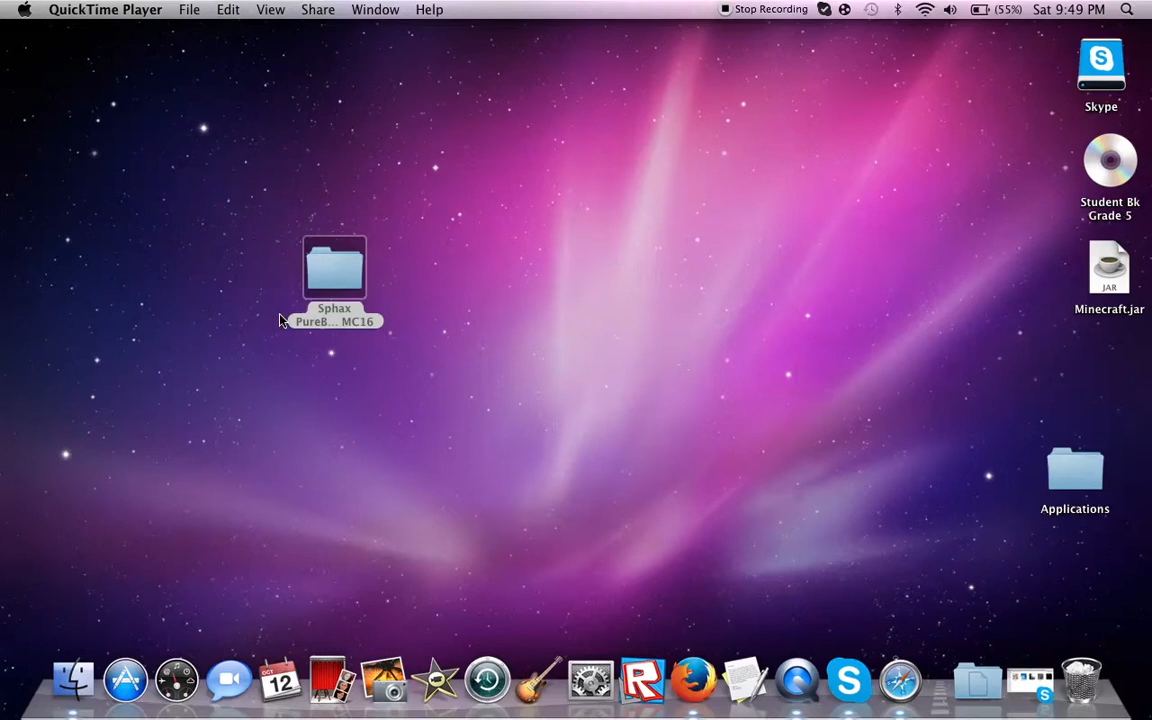 QuickTime Player File Edit View Share Window Help Stop Recording (55%) Sat 9:49 PM
Skype
Student Bk
Grade 5
Sphax
PureB... MC16
JAR
Minecraft.jar
Applications
OCT
12